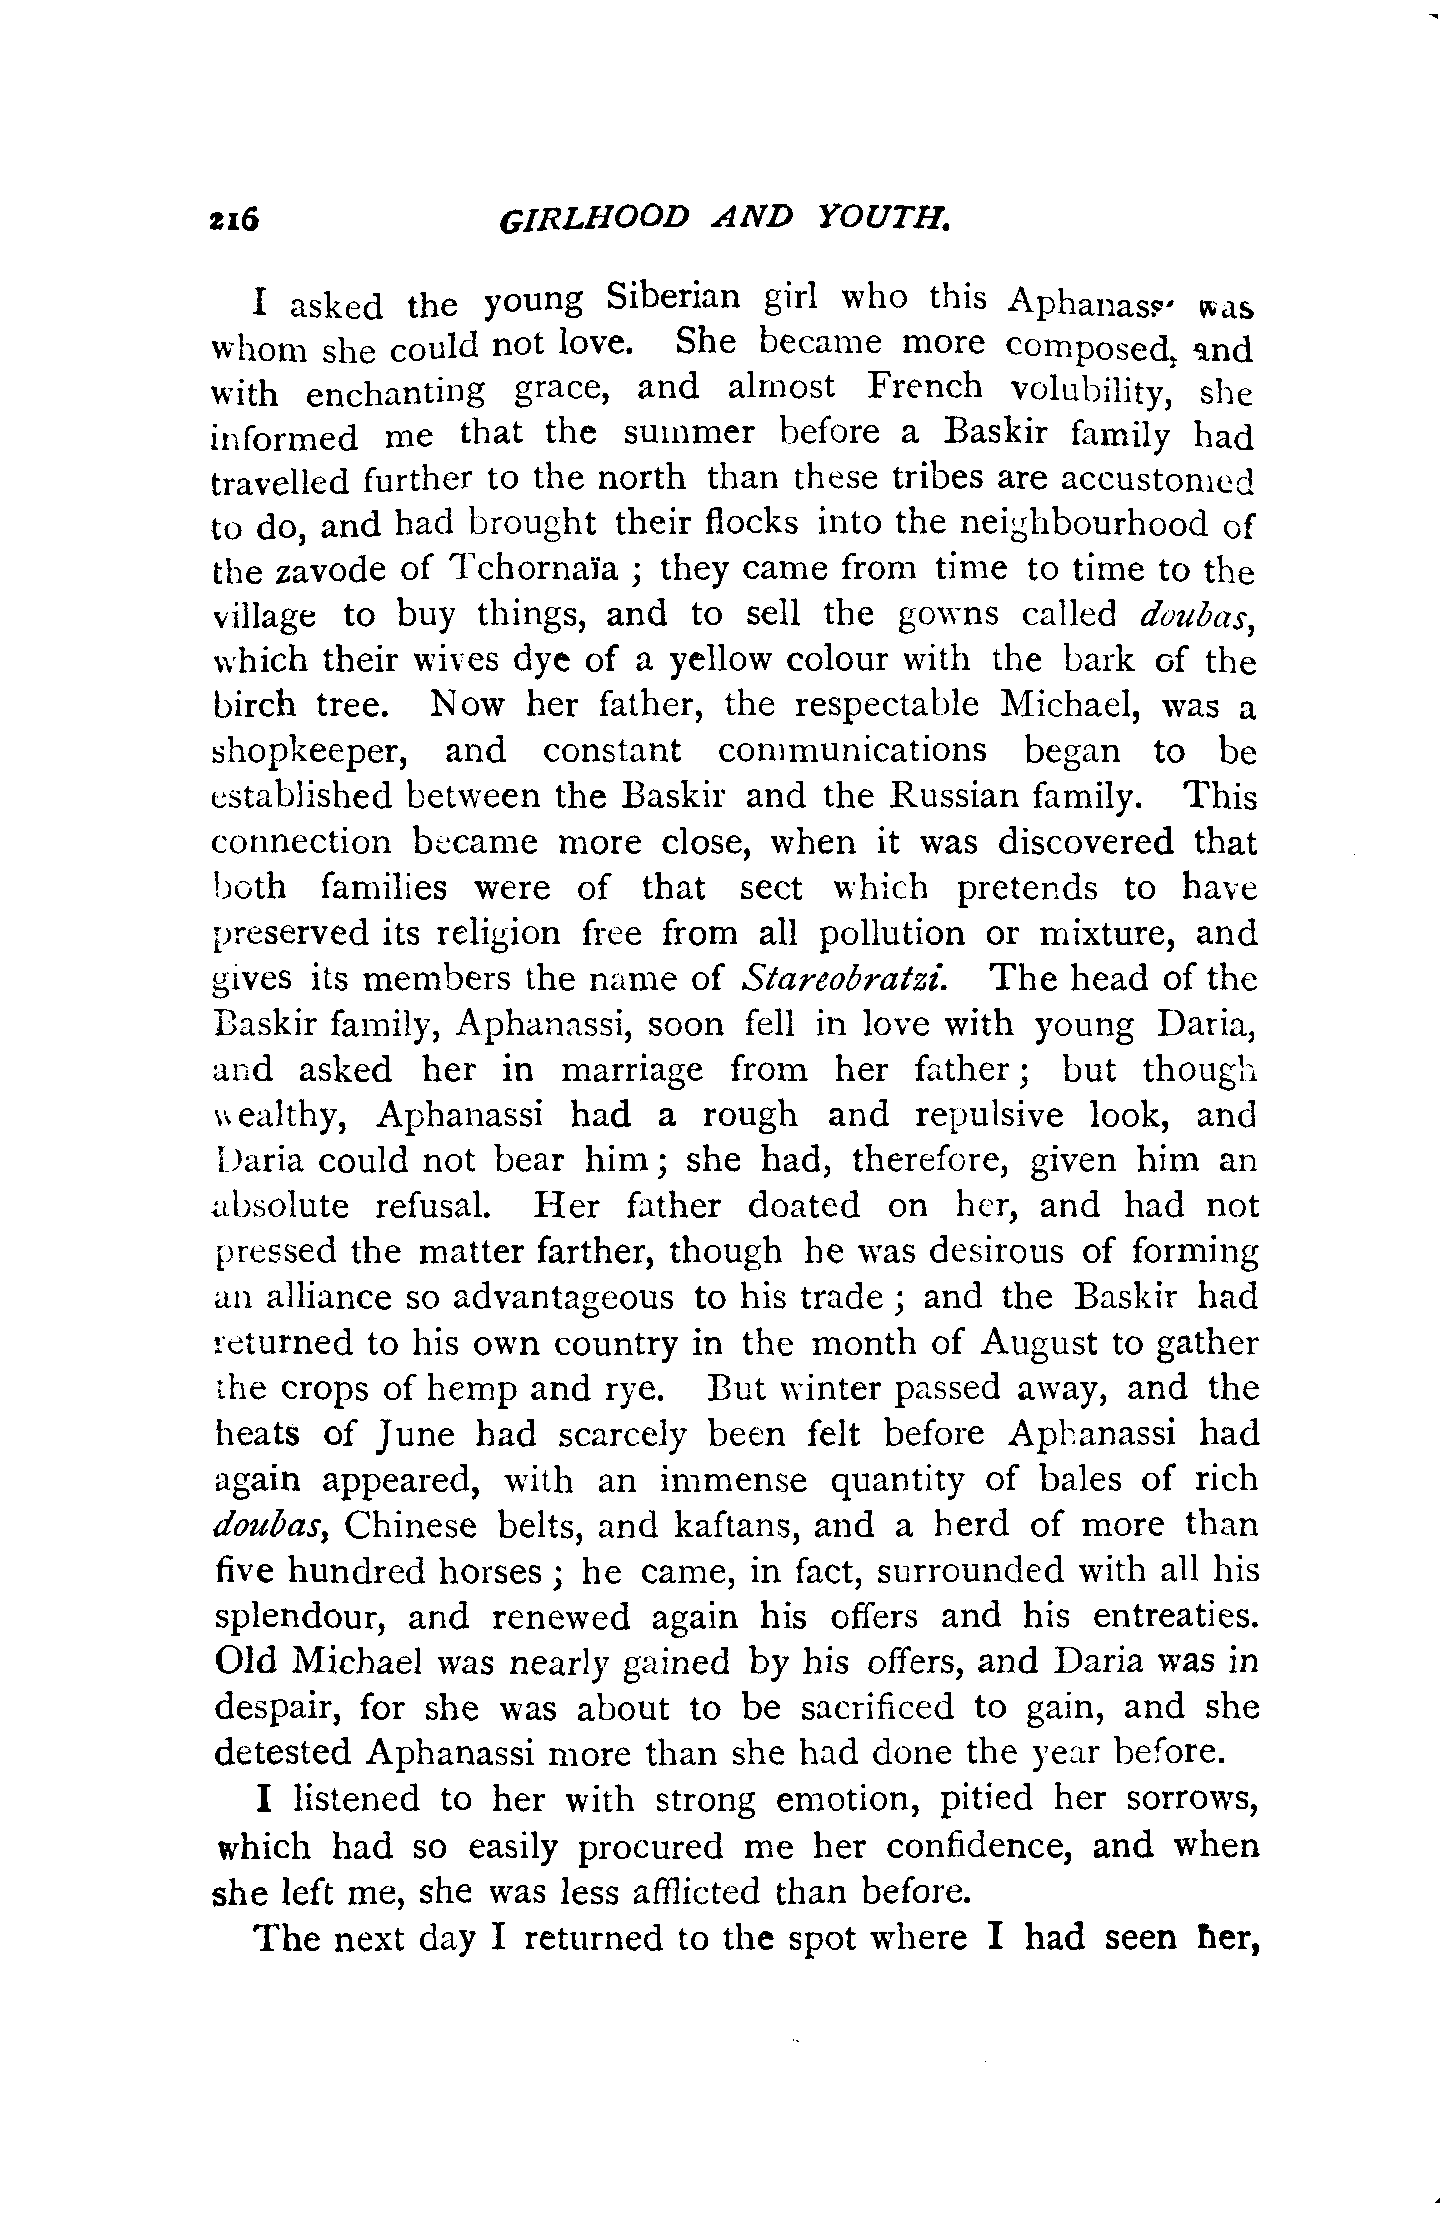 216 GIRLHOOD AND YOUTH.
I asked the young Siberian girl who this Aphanassi was
whom she could not love. She became more composed, and
with enchanting grace, and almost French volubility, she
informed me that the summer before a Baskir family had
travelled further to the north than these tribes are accustomed
to do, and had brought their flocks into the neighbourhood of
the zavode of Tchornaïa ; they came from time to time to the
village to buy things, and to sell the gowns called doubas,
which their wives dye of a yellow colour with the bark of the
birch tree. Now her father, the respectable Michael, was a
shopkeeper, and constant communications began to be
established between the Baskir and the Russian family. This
connection became more close, when it was discovered that
both families were of that sect which pretends to have
preserved its religion free from all pollution or mixture, and
gives its members the name of Stareobratzi. The head of the
Baskir family, Aphanassi, soon fell in love with young Daria,
and asked her in marriage from her father ; but though
wealthy, Aphanassi had a rough and repulsive look, and
Daria could not bear him ; she had, therefore, given him an
absolute refusal. Her father doated on her, and had not
pressed the matter farther, though he was desirous of forming
an alliance so advantageous to his trade ; and the Baskir had
returned to his own country in the month of August to gather
the crops of hemp and rye. But winter passed away, and the
heats of June had scarcely been felt before Aphanassi had
again appeared, with an immense quantity of bales of rich
doubas, Chinese belts, and kaftans, and a herd of more than
five hundred horses ; he came, in fact, surrounded with all his
splendour, and renewed again his offers and his entreaties.
Old Michael was nearly gained by his offers, and Daria was in
despair, for she was about to be sacrificed to gain, and she
detested Aphanassi more than she had done the year before.
I listened to her with strong emotion, pitied her sorrows,
which had so easily procured me her confidence, and when
she left me, she was less afflicted than before.
The next day I returned to the spot where I had seen her,